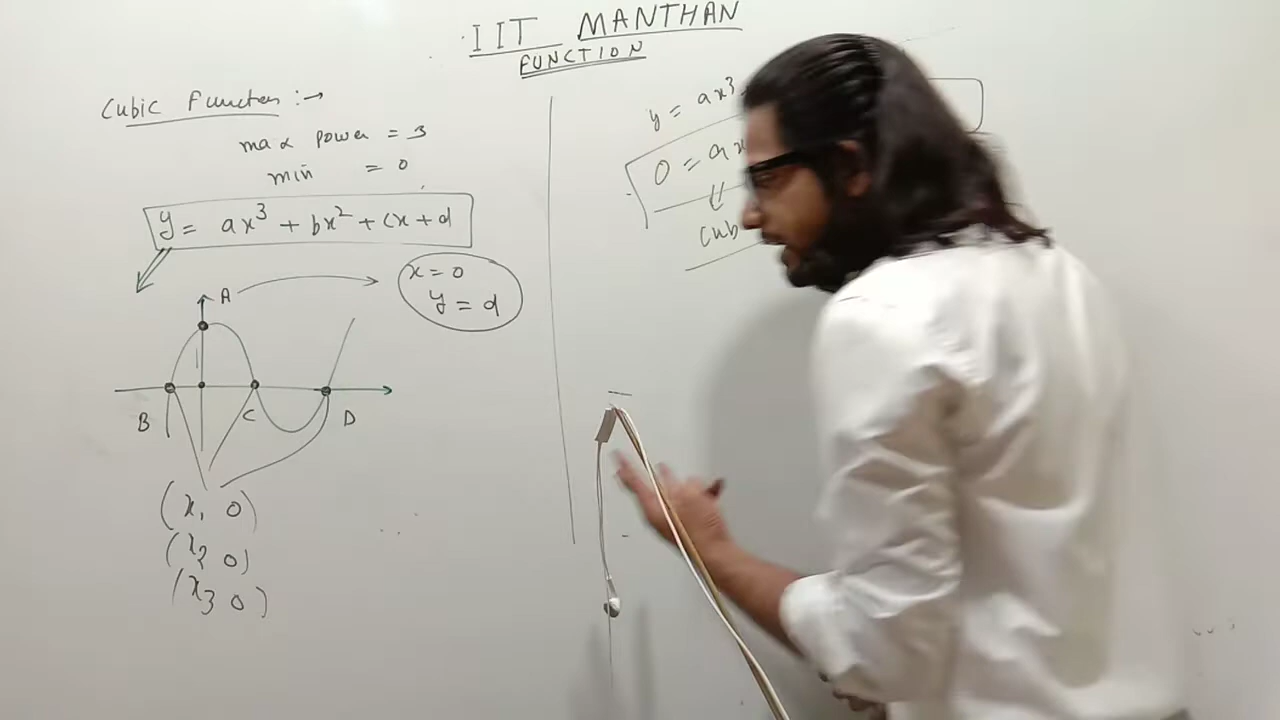 IIT MANTHAN
FUNCTION
Cubic Function :→
max power = 3
min = 0
y = ax³ + bx² + cx + d
A
x = 0
y = d
B C D
(x₁ 0)
(x₂ 0)
(x₃ 0)
y = ax³
0 = ax
cub